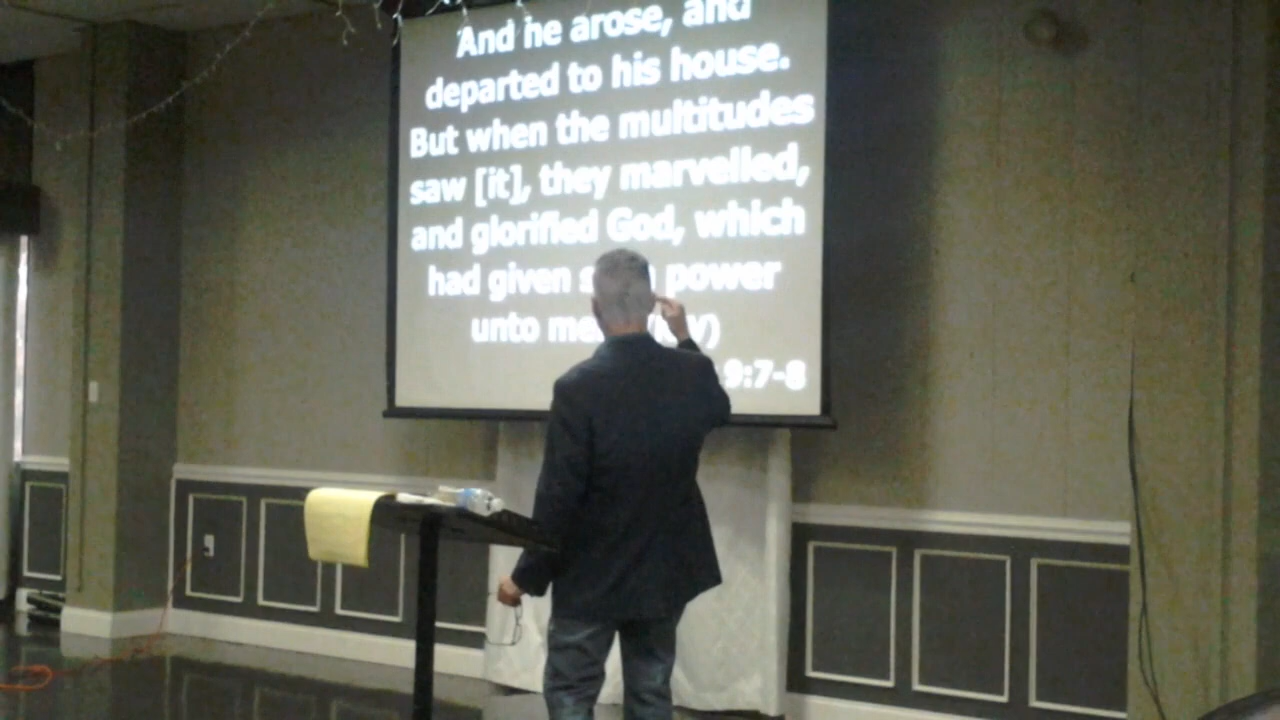 And he arose, and
departed to his house.
But when the multitudes
saw [it], they marvelled,
and glorified God, which
had given power
unto
9:7-8